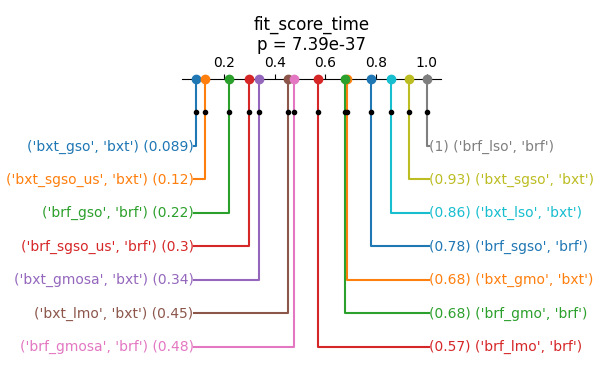 fit_score_time
p = 7.39e-37
0.2 0.4 0.6 0.8 1.0
('bxt_gso', 'bxt') (0.089) (1) ('brf_lso', 'brf')
('bxt_sgso_us', 'bxt') (0.12) (0.93) ('bxt_sgso', 'bxt')
('brf_gso', 'brf') (0.22) (0.86) ('bxt_lso', 'bxt')
('brf_sgso_us', 'brf') (0.3) (0.78) ('brf_sgso', 'brf')
('bxt_gmosa', 'bxt') (0.34) (0.68) ('bxt_gmo', 'bxt')
('bxt_lmo', 'bxt') (0.45) (0.68) ('brf_gmo', 'brf')
('brf_gmosa', 'brf') (0.48) (0.57) ('brf_lmo', 'brf')